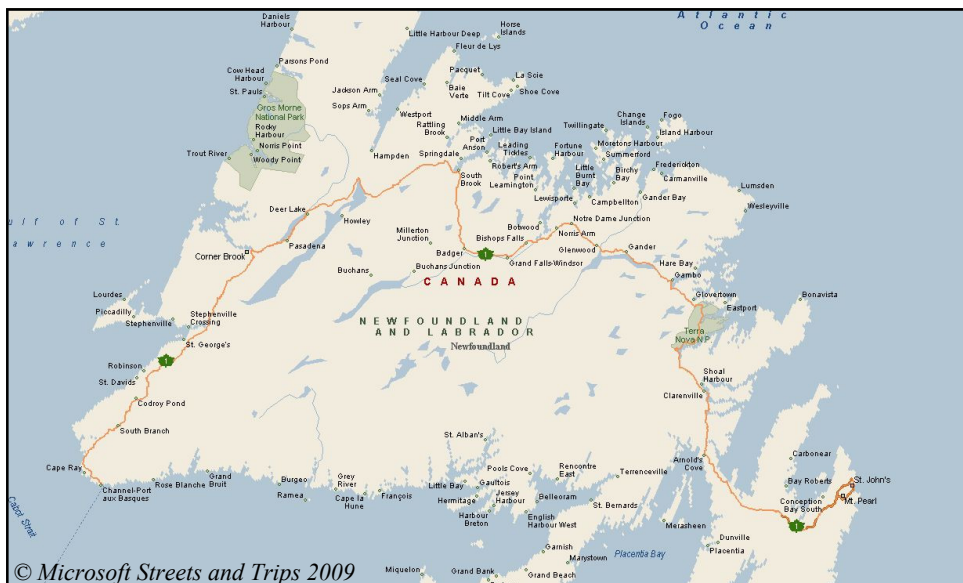 Daniels
Harbour
Atlantic
Ocean
Little Harbour Deep
Horse
Islands
Fleur de Lys
Parsons Pond
Cow Head
Harbour
St. Pauls
Gros Morne
National Park
Rocky
Harbour
Norris Point
Woody Point
Trout River
Jadson Arm
Sops Arm
Seal Cove
Westport
Pacquet
Baie
Verte
La Scie
Tilt Cove
Shoe Cove
Middle Arm
Rattling
Brook
Little Bay Island
Port
Anson
Leading
Tickles
Robert's Arm
Springdale
South
Brook
Hampden
Twillingate
Change
Islands
Fogo
Island Harbour
Moretons Harbour
Fortune
Harbour
Summerford
Frederickton
Carmanville
Point
Leamington
Little
Burnt
Bay
Birchy
Bay
Lewisporte
Campbellton
Gander Bay
Lumsden
Wesleyville
Deer Lake
Howley
Pasadena
Corner Brook
Gulf of St.
Lawrence
Millerton
Junction
Botwood
Bishops Falls
Notre Dame Junction
Norris Arm
Badger
1
Grand Falls-Windsor
Glenwood
Gander
Hare Bay
Gambo
Buchans
Buchans Junction
CANADA
Glovertown
Eastport
Bonavista
Terra
Nova N.P.
Lourdes
Piccadilly
Stephenville
Stephenville
Crossing
St. George's
NEWFOUNDLAND
AND LABRADOR
Newfoundland
Robinson
1
St. Davids
Codroy Pond
South Branch
Shoal
Harbour
Clarenville
Cape Ray
Channel-Port
aux Basques
Rose Blanche
Grand
Bruit
Burgeo
Ramea
Grey
River
Cape la
Hune
François
St. Alban's
Pools Cove
Little Bay
Gaultois
Hermitage
Jersey
Harbour
Harbour
Breton
Rencontre
East
Belleoram
English
Harbour West
Terrenceville
St. Bernards
Arnold's
Cove
Carbonear
Bay Roberts
St. John's
Conception
Bay South
Mt. Pearl
1
Merasheen
Dunville
Placentia
Placentia Bay
Garnish
Marystown
Grand Bank
Grand Beach
Miquelon
Cabot Strait
© Microsoft Streets and Trips 2009